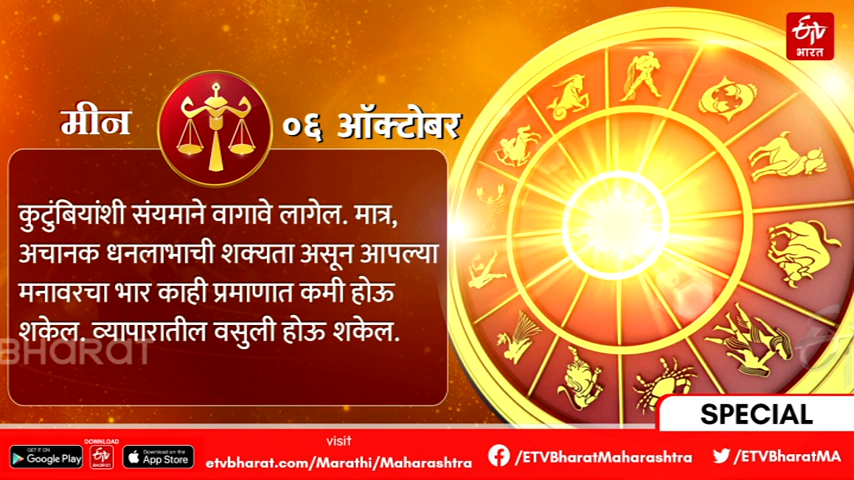 etv
भारत
मीन
०६ ऑक्टोबर
कुटुंबियांशी संयमाने वागावे लागेल. मात्र,
अचानक धनलाभाची शक्यता असून आपल्या
मनावरचा भार काही प्रमाणात कमी होऊ
शकेल. व्यापारातील वसुली होऊ शकेल.
BHARAT
SPECIAL
visit
GET IT ON
Google Play
DOWNLOAD
etv
BHARAT
Download on the
App Store
etvbharat.com/Marathi/Maharashtra
/ETVBharatMaharashtra
/ETVBharatMA